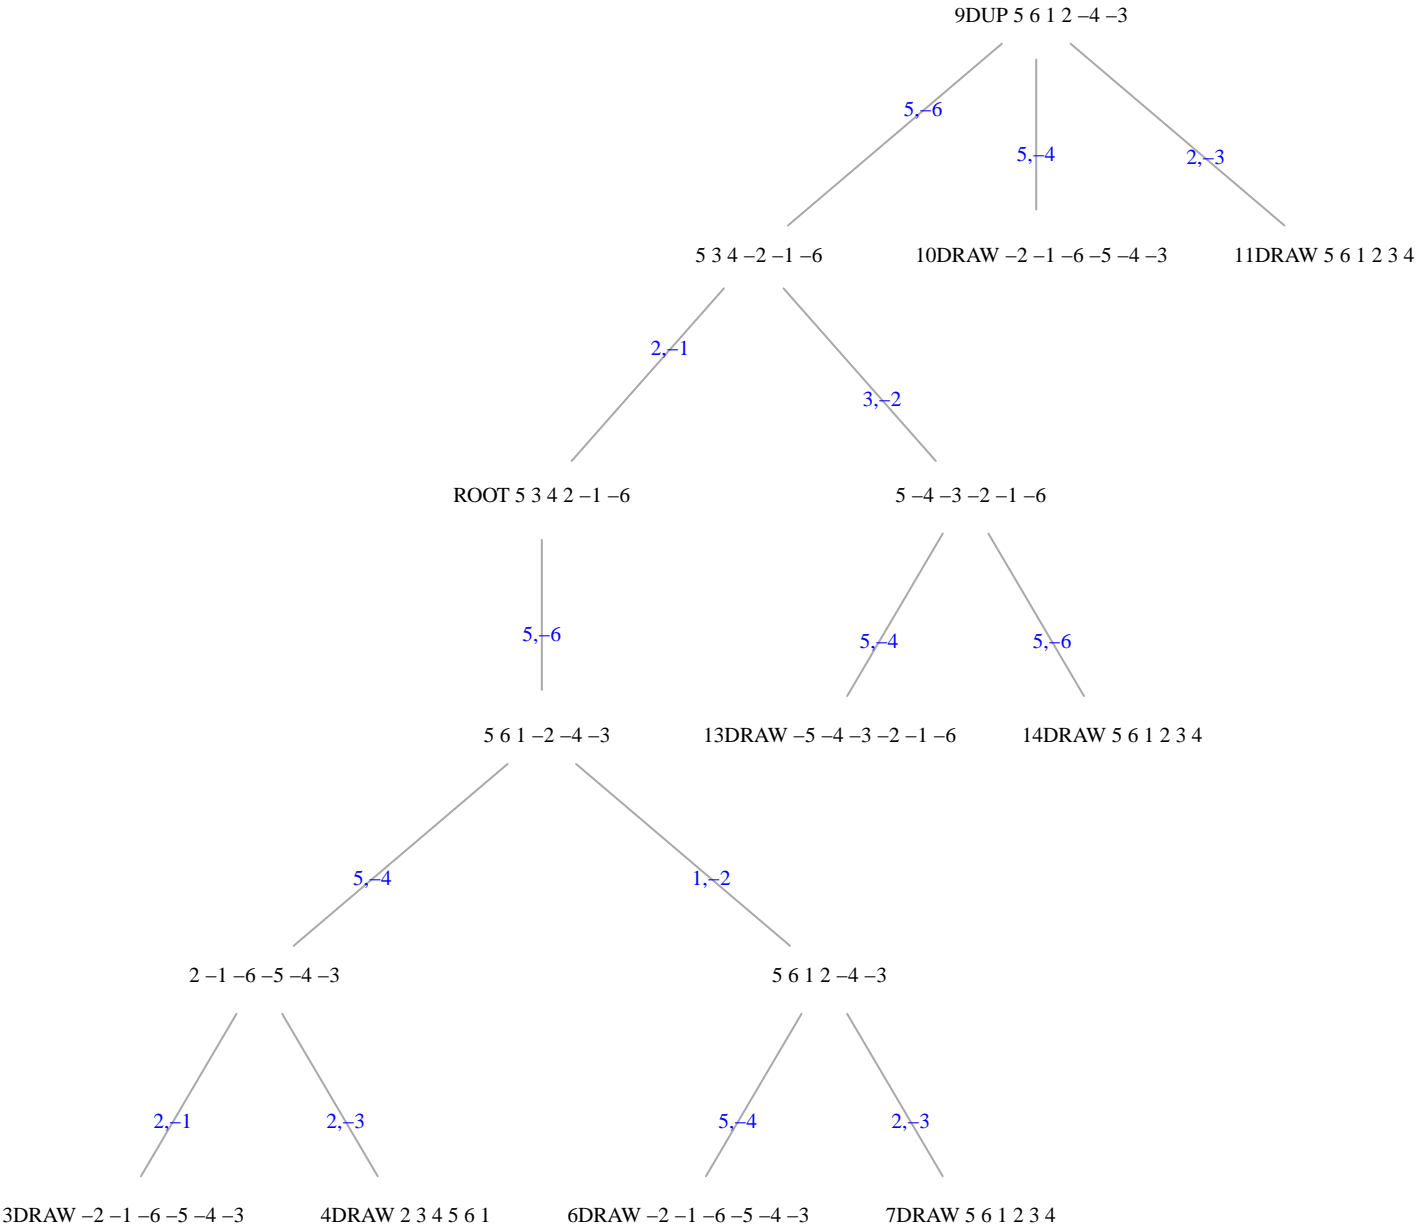 9DUP 5 6 1 2 –4 –3
5,–6
5,–4
2,–3
5 3 4 –2 –1 –6
10DRAW –2 –1 –6 –5 –4 –3
11DRAW 5 6 1 2 3 4
2,–1
3,–2
ROOT 5 3 4 2 –1 –6
5 –4 –3 –2 –1 –6
5,–6
5,–4
5,–6
5 6 1 –2 –4 –3
13DRAW –5 –4 –3 –2 –1 –6
14DRAW 5 6 1 2 3 4
5,–4
1,–2
2 –1 –6 –5 –4 –3
5 6 1 2 –4 –3
2,–1
2,–3
5,–4
2,–3
3DRAW –2 –1 –6 –5 –4 –3
4DRAW 2 3 4 5 6 1
6DRAW –2 –1 –6 –5 –4 –3
7DRAW 5 6 1 2 3 4